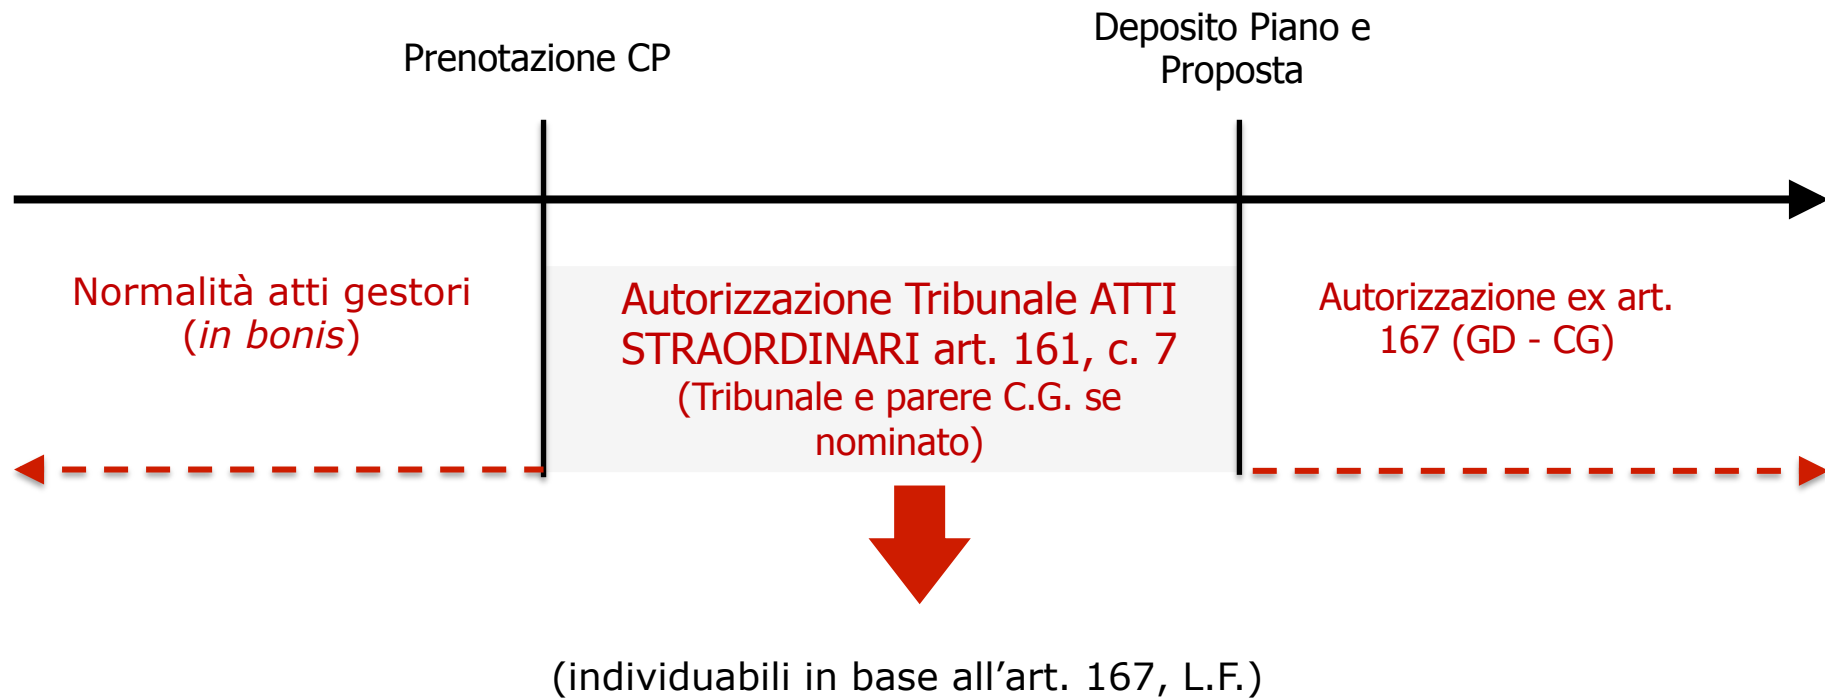 Prenotazione CP
Deposito Piano e
Proposta
Normalità atti gestori
(in bonis)
Autorizzazione Tribunale ATTI
STRAORDINARI art. 161, c. 7
(Tribunale e parere C.G. se
nominato)
Autorizzazione ex art.
167 (GD - CG)
(individuabili in base all’art. 167, L.F.)